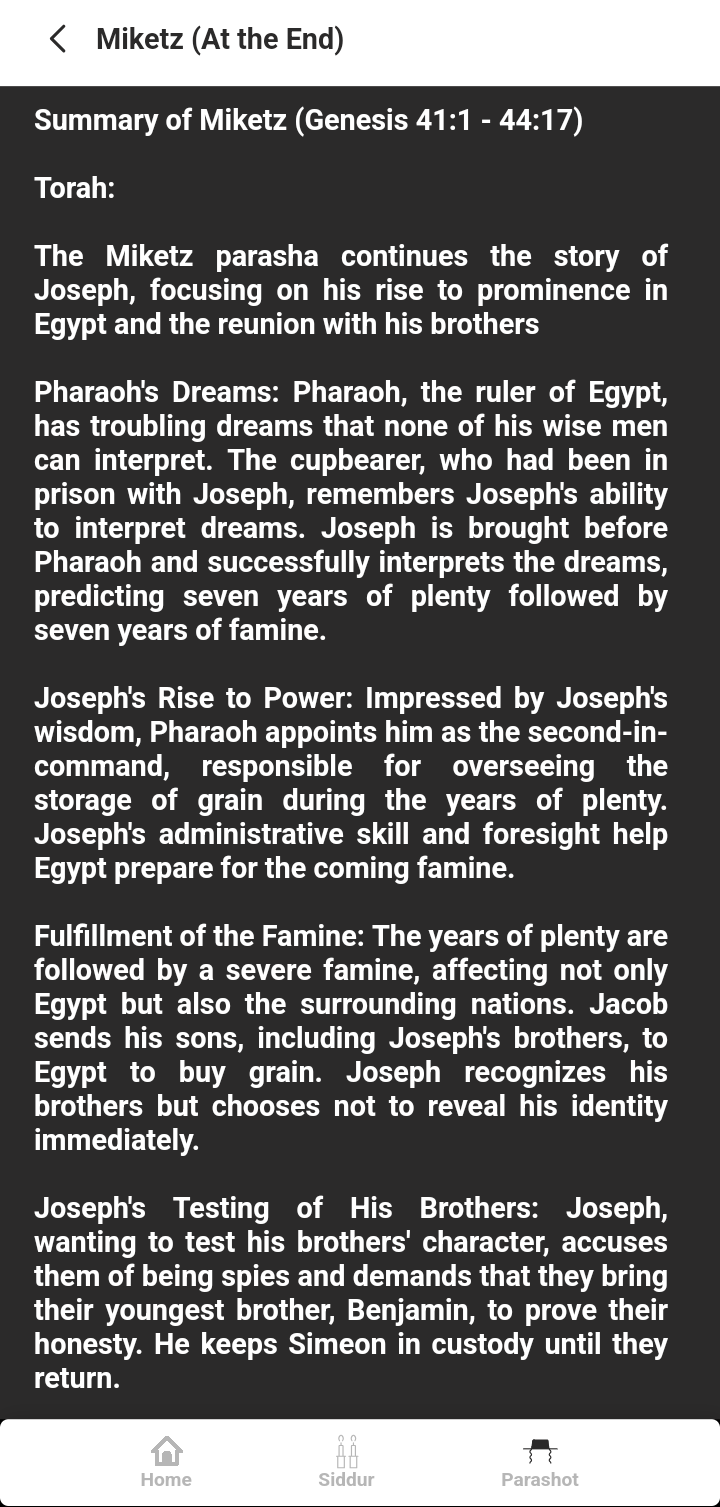 Miketz (At the End)
Summary of Miketz (Genesis 41:1 - 44:17)
Torah:
The Miketz parasha continues the story of
Joseph, focusing on his rise to prominence in
Egypt and the reunion with his brothers
Pharaoh's Dreams: Pharaoh, the ruler of Egypt,
has troubling dreams that none of his wise men
can interpret. The cupbearer, who had been in
prison with Joseph, remembers Joseph's ability
to interpret dreams. Joseph is brought before
Pharaoh and successfully interprets the dreams,
predicting seven years of plenty followed by
seven years of famine.
Joseph's Rise to Power: Impressed by Joseph's
wisdom, Pharaoh appoints him as the second-in-
command, responsible for overseeing the
storage of grain during the years of plenty.
Joseph's administrative skill and foresight help
Egypt prepare for the coming famine.
Fulfillment of the Famine: The years of plenty are
followed by a severe famine, affecting not only
Egypt but also the surrounding nations. Jacob
sends his sons, including Joseph's brothers, to
Egypt to buy grain. Joseph recognizes his
brothers but chooses not to reveal his identity
immediately.
Joseph's Testing of His Brothers: Joseph,
wanting to test his brothers' character, accuses
them of being spies and demands that they bring
their youngest brother, Benjamin, to prove their
honesty. He keeps Simeon in custody until they
return.
Home
Siddur
Parashot